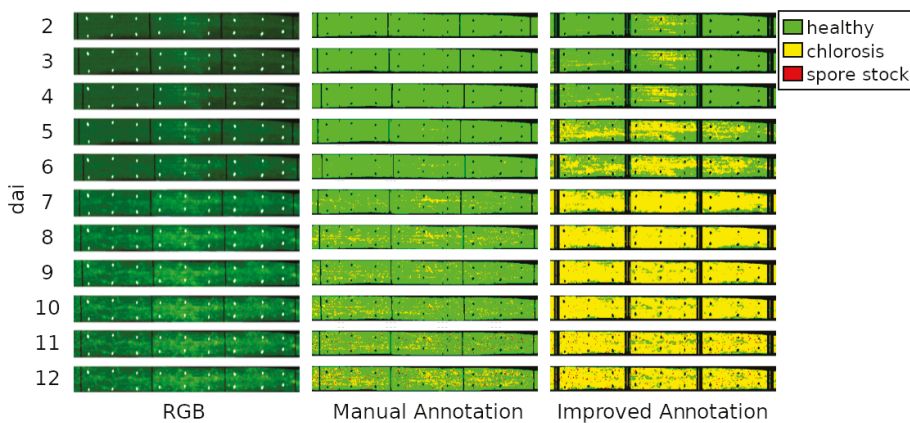 2
3
4
5
6
7
8
9
10
11
12
dai
RGB
Manual Annotation
Improved Annotation
healthy
chlorosis
spore stock